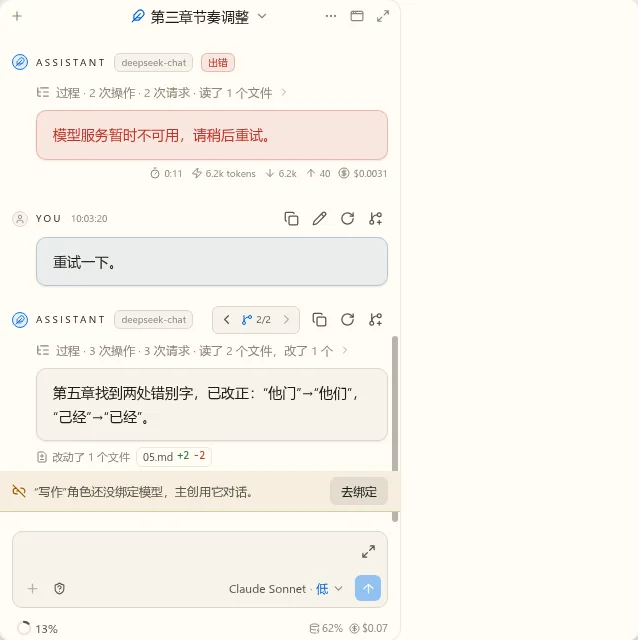 第三章节奏调整
ASSISTANT deepseek-chat 出错
过程 · 2 次操作 · 2 次请求 · 读了 1 个文件
模型服务暂时不可用，请稍后重试。
0:11 6.2k tokens 6.2k 40 $0.0031
YOU 10:03:20
重试一下。
ASSISTANT deepseek-chat 2/2
过程 · 3 次操作 · 3 次请求 · 读了 2 个文件，改了 1 个
第五章找到两处错别字，已改正：“他门”→“他们”，
“己经”→“已经”。
改动了 1 个文件 05.md +2 -2
“写作”角色还没绑定模型，主创用它对话。 去绑定
Claude Sonnet · 低
13% 62% $0.07